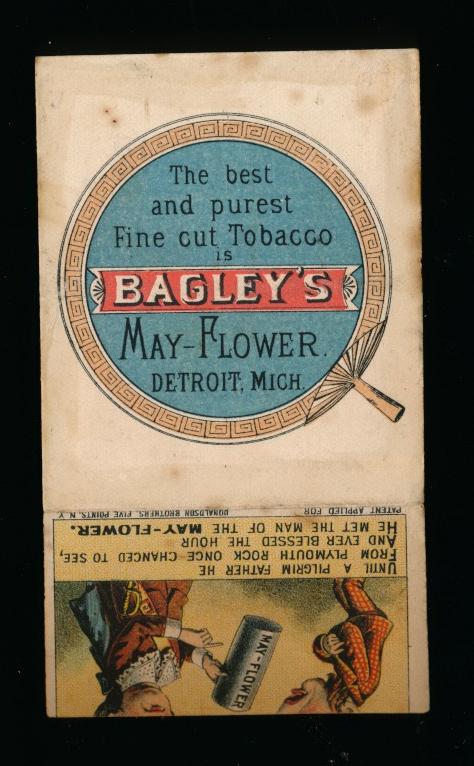 The best
and purest
Fine cut Tobacco
IS
BAGLEY'S
MAY-FLOWER.
DETROIT, MICH.
MAY-FLOWER
UNTIL A PILGRIM FATHER HE
FROM PLYMOUTH ROCK ONCE CHANCED TO SEE,
AND EVER BLESSED THE HOUR
HE MET THE MAN OF THE MAY-FLOWER.
PATENT APPLIED FOR DONALDSON BROTHERS, FIVE POINTS, N.Y.